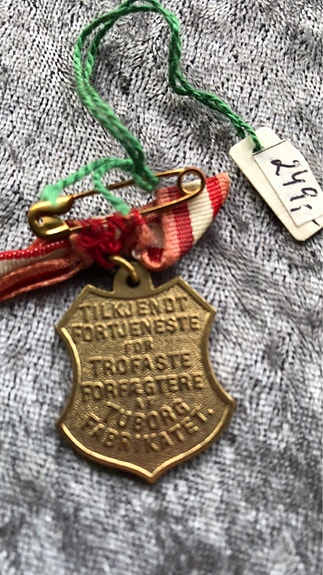 249,-
TILKJENDT
FORTJENESTE
FOR
TROFASTE
FORFÆGTERE
AF
TUBORG
FABRIKATET.